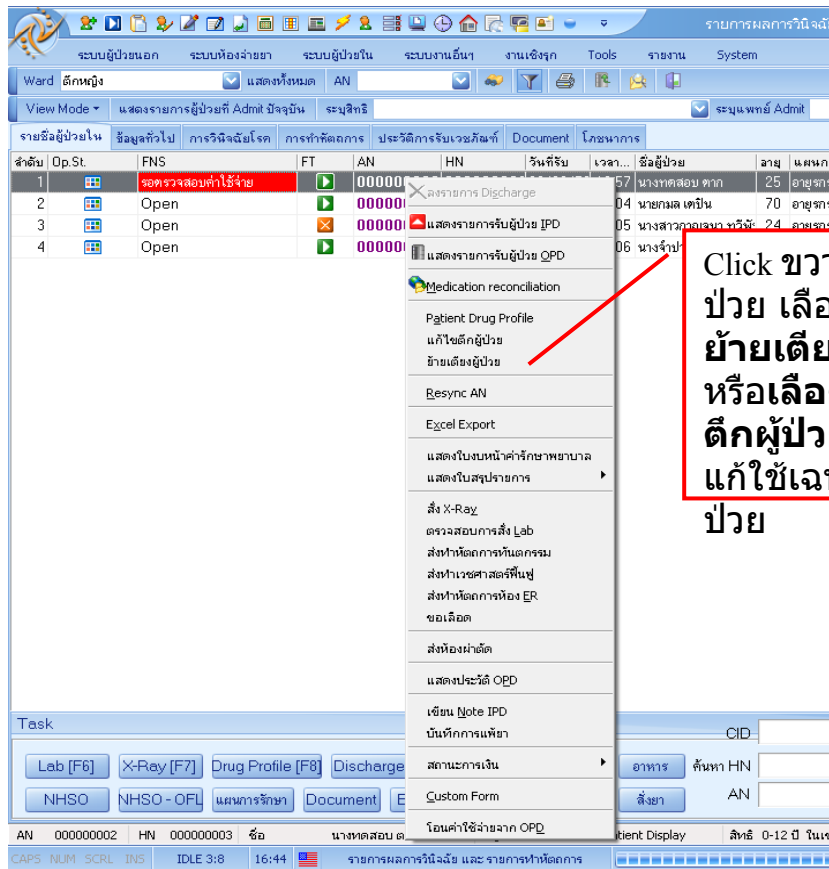 รายการผลการวินิจฉัย
ระบบผู้ป่วยนอก ระบบห้องจ่ายยา ระบบผู้ป่วยใน ระบบงานอื่นๆ งานเชิงรุก Tools รายงาน System
Ward ตึกหญิง แสดงทั้งหมด AN
View Mode แสดงรายการผู้ป่วยที่ Admit ปัจจุบัน ระบุสิทธิ ระบุแพทย์ Admit
รายชื่อผู้ป่วยใน ข้อมูลทั่วไป การวินิจฉัยโรค การทำหัตถการ ประวัติการรับเวชภัณฑ์ Document โภชนาการ
ลำดับ Op.St. FNS FT AN HN วันที่รับ เวลา... ชื่อผู้ป่วย อายุ แผนก
1 รอตรวจสอบค่าใช้จ่าย 57 นางทดสอบ ตาก 25 อายุรก
2 Open 04 นายกมล เทปิน 70 อายุรก
3 Open 05 24 อายุรก
4 Open 06
ลงรายการ Discharge
แสดงรายการรับผู้ป่วย IPD
แสดงรายการรับผู้ป่วย OPD
Medication reconciliation
Patient Drug Profile
แก้ไขตึกผู้ป่วย
ย้ายเตียงผู้ป่วย
Resync AN
Excel Export
แสดงใบงบหน้าค่ารักษาพยาบาล
แสดงใบสรุปรายการ
สั่ง X-Ray
ตรวจสอบการสั่ง Lab
ส่งทำหัตถการทันตกรรม
ส่งทำเวชศาสตร์ฟื้นฟู
ส่งทำหัตถการห้อง ER
ขอเลือด
ส่งห้องผ่าตัด
แสดงประวัติ OPD
เขียน Note IPD
บันทึกการแพ้ยา
สถานะการเงิน
Custom Form
โอนค่าใช้จ่ายจาก OPD
Click ขวา
ป่วย เลือ
ย้ายเตีย
หรือเลือ
ตึกผู้ป่ว
แก้ใช้เฉ
ป่วย
Task
CID
Lab [F6] X-Ray [F7] Drug Profile [F8] Discharge อาหาร ค้นหา HN
NHSO NHSO - OFL แผนการรักษา Document E สั่งยา AN
AN 000000002 HN 000000003 ชื่อ นางทดสอบ ต tient Display สิทธิ 0-12 ปี ในเข
CAPS NUM SCRL INS IDLE 3:8 16:44 รายการผลการวินิจฉัย และ รายการทำหัตถการ